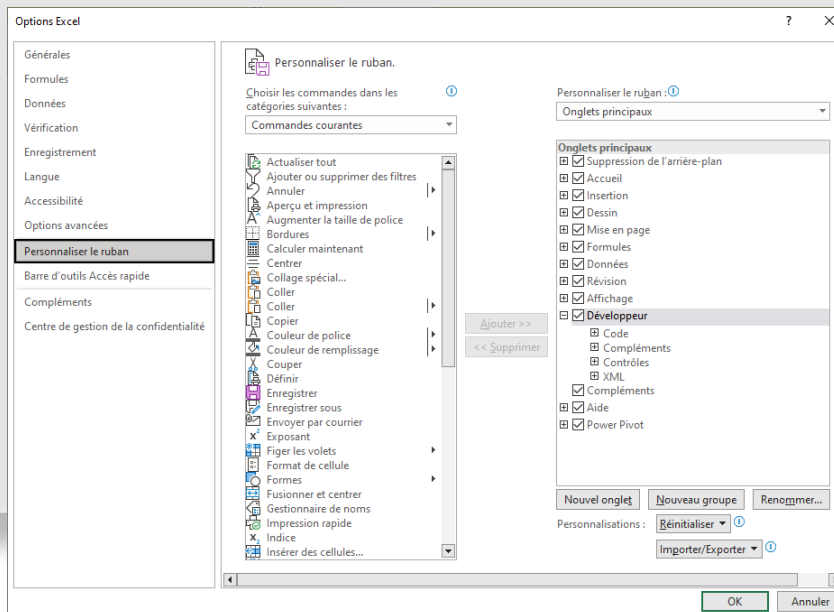 Options Excel
?
Générales
Formules
Données
Vérification
Enregistrement
Langue
Accessibilité
Options avancées
Personnaliser le ruban
Barre d'outils Accès rapide
Compléments
Centre de gestion de la confidentialité
Personnaliser le ruban.
Choisir les commandes dans les
catégories suivantes :
Commandes courantes
Actualiser tout
Ajouter ou supprimer des filtres
Annuler
Aperçu et impression
Augmenter la taille de police
Bordures
Calculer maintenant
Centrer
Collage spécial...
Coller
Coller
Copier
Couleur de police
Couleur de remplissage
Couper
Définir
Enregistrer
Enregistrer sous
Envoyer par courrier
Exposant
Figer les volets
Format de cellule
Formes
Fusionner et centrer
Gestionnaire de noms
Impression rapide
Indice
Insérer des cellules...
Ajouter >>
<< Supprimer
Personnaliser le ruban :
Onglets principaux
Onglets principaux
Suppression de l'arrière-plan
Accueil
Insertion
Dessin
Mise en page
Formules
Données
Révision
Affichage
Développeur
Code
Compléments
Contrôles
XML
Compléments
Aide
Power Pivot
Nouvel onglet
Nouveau groupe
Renommer...
Personnalisations :
Réinitialiser
Importer/Exporter
OK
Annuler